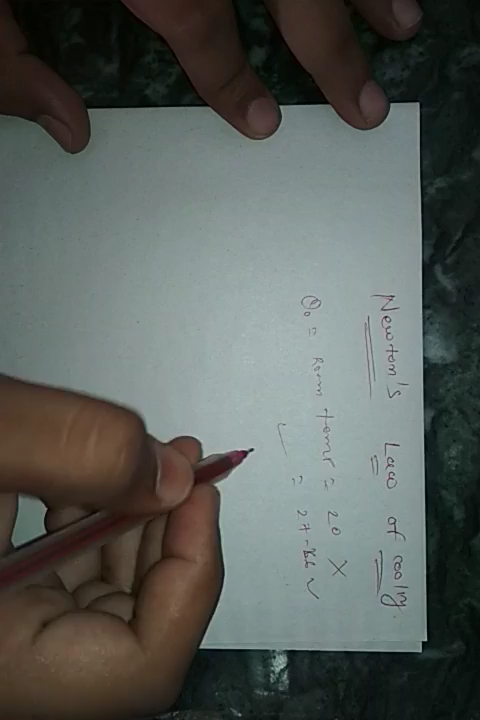 Newton's Law of cooling.
θ₀ = Room temp = 20 X
= 27 - ✓